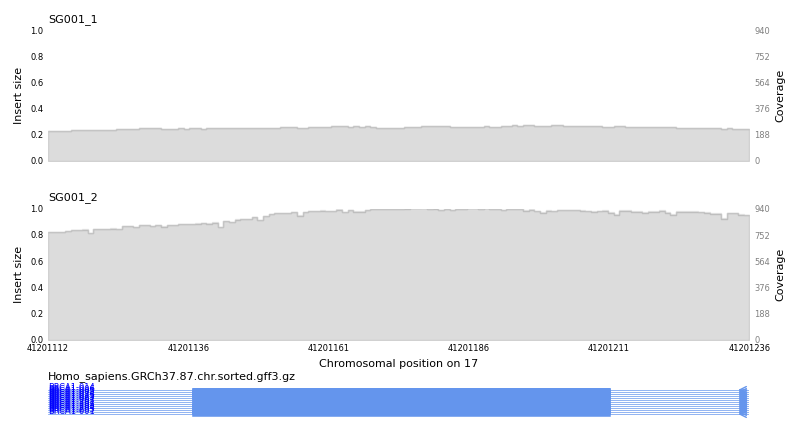 SG001_1
1.0 940
0.8 752
0.6 564
0.4 376
0.2 188
0.0 0
Insert size
Coverage
SG001_2
1.0 940
0.8 752
0.6 564
0.4 376
0.2 188
0.0 0
Insert size
Coverage
41201112 41201136 41201161 41201186 41201211 41201236
Chromosomal position on 17
Homo_sapiens.GRCh37.87.chr.sorted.gff3.gz